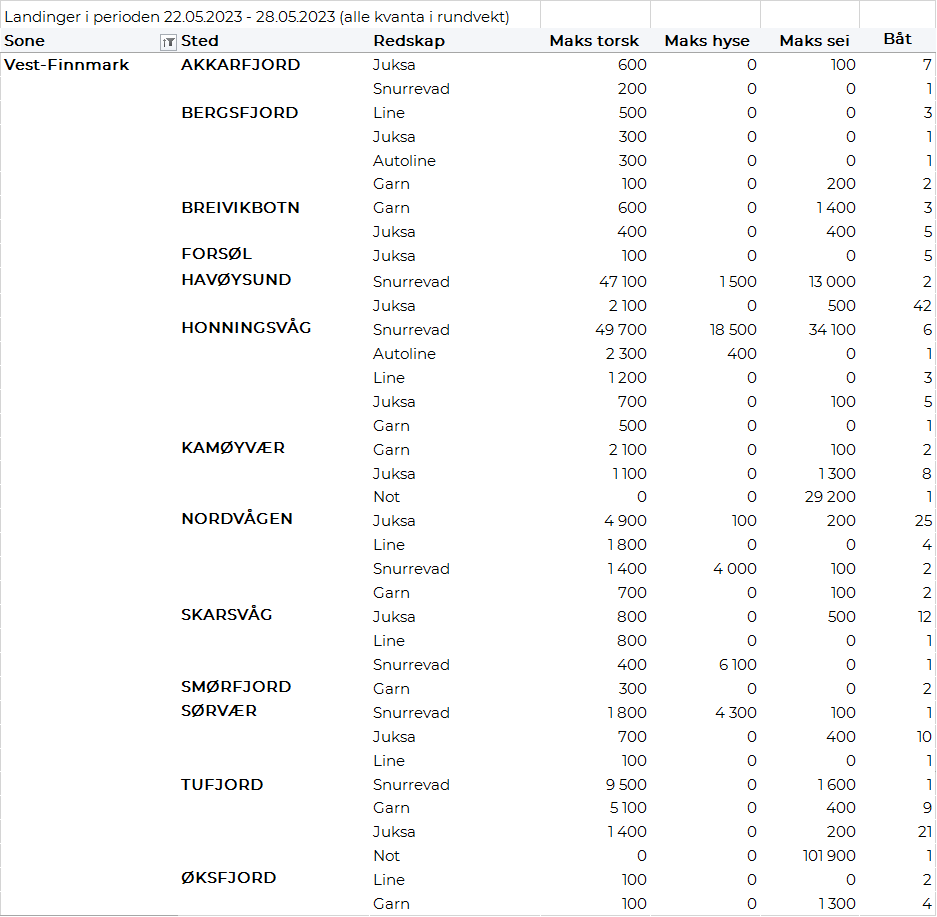 Landinger i perioden 22.05.2023 - 28.05.2023 (alle kvanta i rundvekt)
Sone Sted Redskap Maks torsk Maks hyse Maks sei Båt
Vest-Finnmark AKKARFJORD Juksa 600 0 100 7
Snurrevad 200 0 0 1
BERGSFJORD Line 500 0 0 3
Juksa 300 0 0 1
Autoline 300 0 0 1
Garn 100 0 200 2
BREIVIKBOTN Garn 600 0 1 400 3
Juksa 400 0 400 5
FORSØL Juksa 100 0 0 5
HAVØYSUND Snurrevad 47 100 1 500 13 000 2
Juksa 2 100 0 500 42
HONNINGSVÅG Snurrevad 49 700 18 500 34 100 6
Autoline 2 300 400 0 1
Line 1 200 0 0 3
Juksa 700 0 100 5
Garn 500 0 0 1
KAMØYVÆR Garn 2 100 0 100 2
Juksa 1 100 0 1 300 8
Not 0 0 29 200 1
NORDVÅGEN Juksa 4 900 100 200 25
Line 1 800 0 0 4
Snurrevad 1 400 4 000 100 2
Garn 700 0 100 2
SKARSVÅG Juksa 800 0 500 12
Line 800 0 0 1
Snurrevad 400 6 100 0 1
SMØRFJORD Garn 300 0 0 2
SØRVÆR Snurrevad 1 800 4 300 100 1
Juksa 700 0 400 10
Line 100 0 0 1
TUFJORD Snurrevad 9 500 0 1 600 1
Garn 5 100 0 400 9
Juksa 1 400 0 200 21
Not 0 0 101 900 1
ØKSFJORD Line 100 0 0 2
Garn 100 0 1 300 4